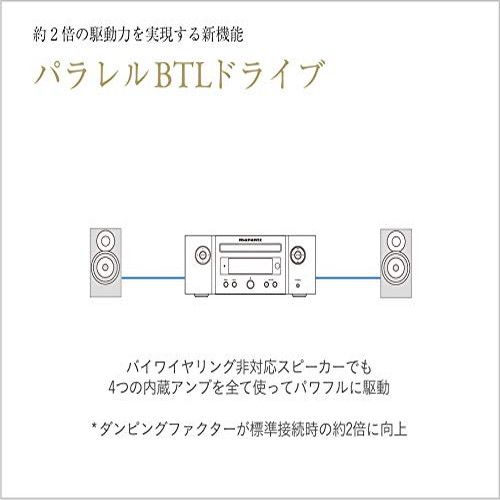 約2倍の駆動力を実現する新機能
パラレルBTLドライブ
marantz
バイワイヤリング非対応スピーカーでも
4つの内蔵アンプを全て使ってパワフルに駆動
*ダンピングファクターが標準接続時の約2倍に向上